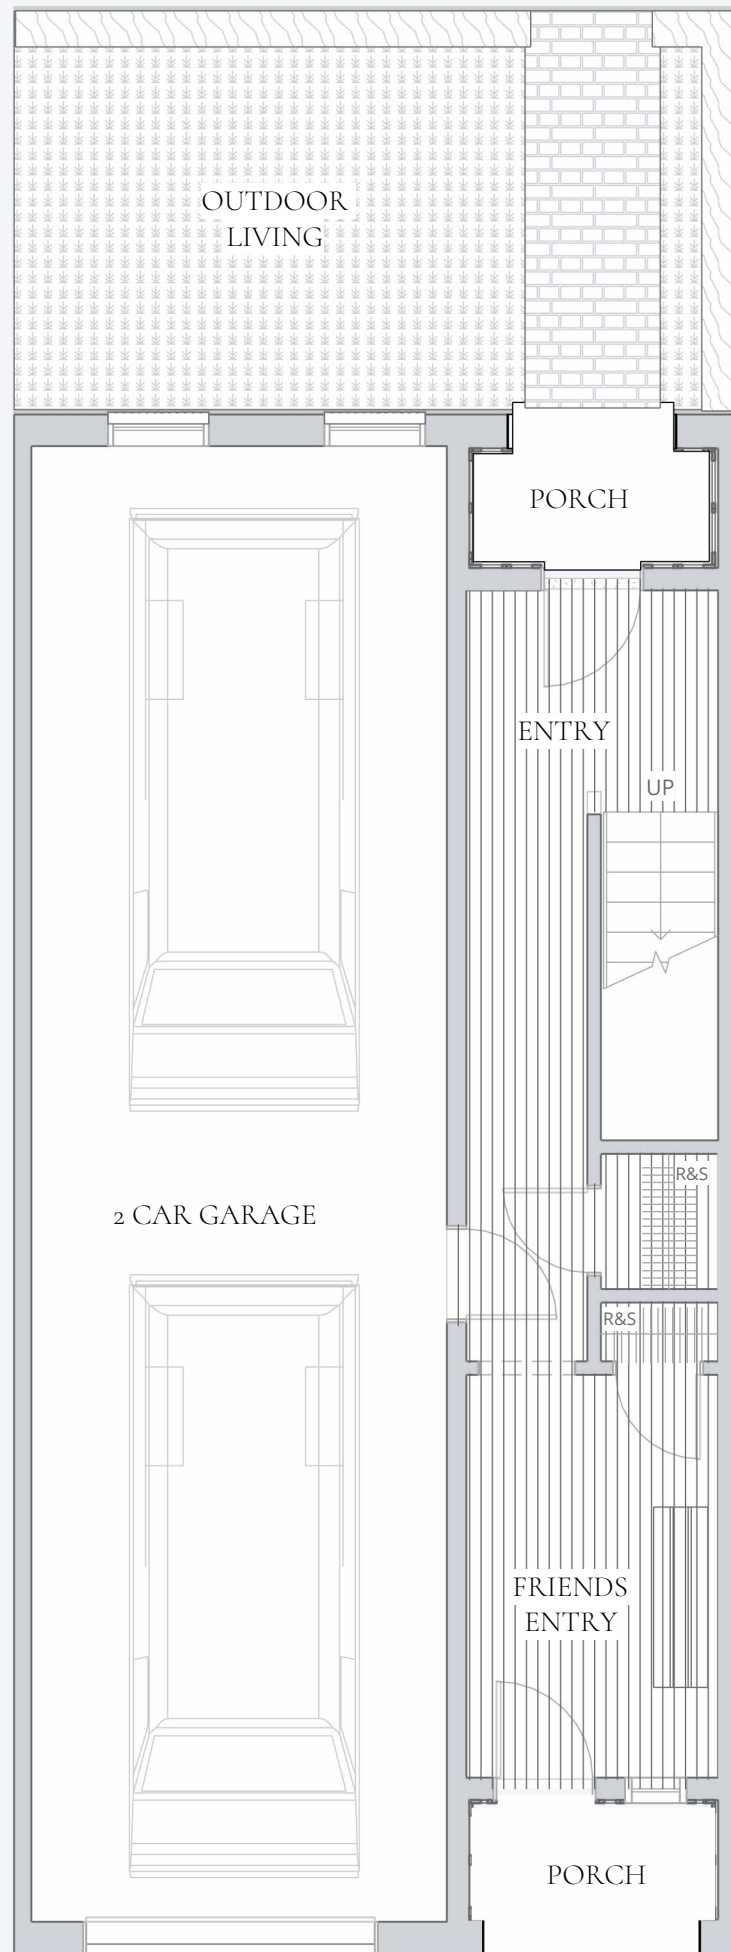 OUTDOOR
LIVING
PORCH
ENTRY
UP
R&S
2 CAR GARAGE
R&S
FRIENDS
ENTRY
PORCH